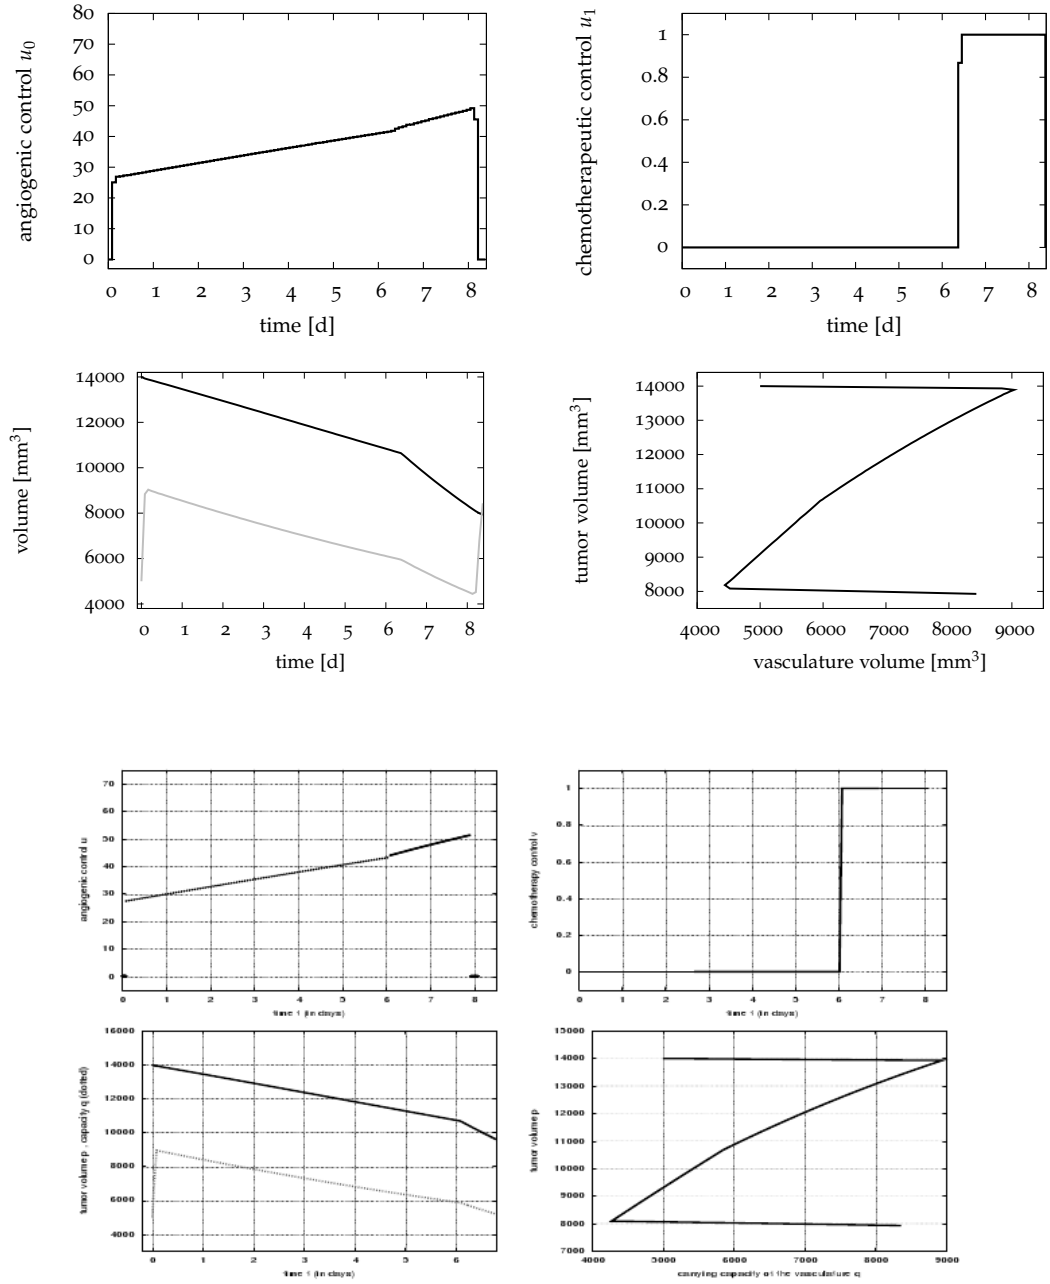 angiogenic control u0
80
70
60
50
40
30
20
10
0
0 1 2 3 4 5 6 7 8
time [d]
chemotherapeutic control u1
1
0.8
0.6
0.4
0.2
0
0 1 2 3 4 5 6 7 8
time [d]
volume [mm3]
14000
12000
10000
8000
6000
4000
0 1 2 3 4 5 6 7 8
time [d]
tumor volume [mm3]
14000
13000
12000
11000
10000
9000
8000
4000 5000 6000 7000 8000 9000
vasculature volume [mm3]
angiogenic control u
70
60
50
40
30
20
10
0
0 1 2 3 4 5 6 7 8
time t (in days)
chemotherapy control v
1
0.8
0.6
0.4
0.2
0
0 1 2 3 4 5 6 7 8
time t (in days)
tumor volume p , capacity q (dotted)
16000
14000
12000
10000
8000
6000
4000
0 1 2 3 4 5 6
time t (in days)
tumor volume p
15000
14000
13000
12000
11000
10000
9000
8000
7000
4000 5000 6000 7000 8000 9000
carrying capacity of the vasculature q